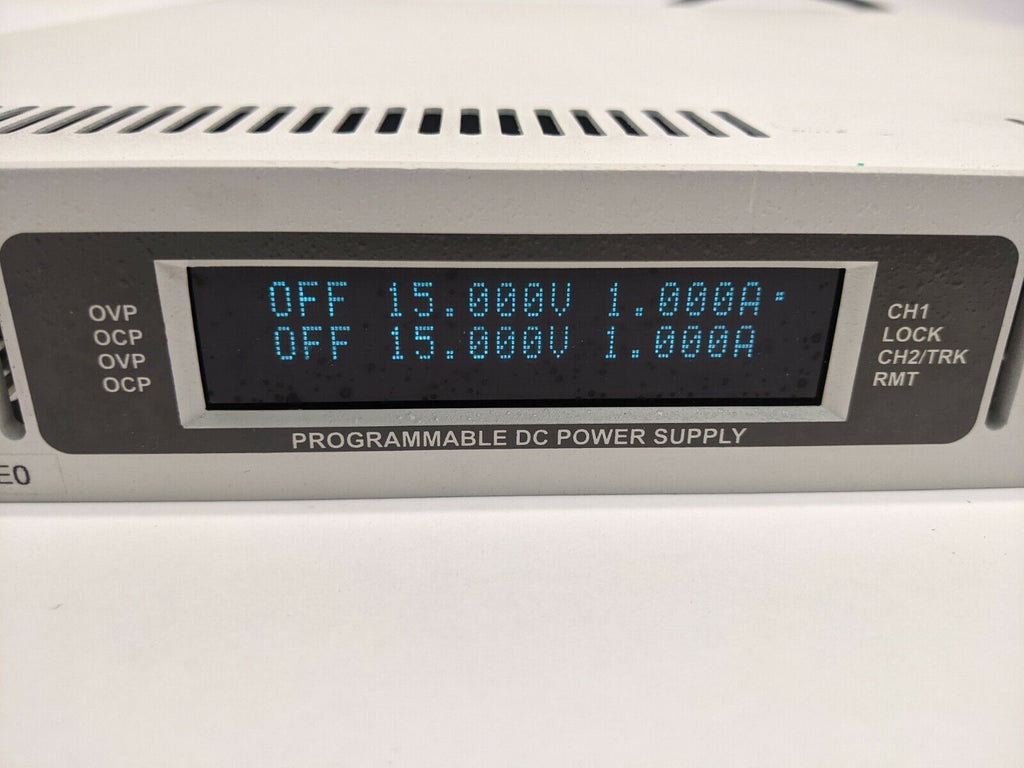 OVP
OCP
OVP
OCP
OFF 15.000V 1.000A
OFF 15.000V 1.000A
CH1
LOCK
CH2/TRK
RMT
PROGRAMMABLE DC POWER SUPPLY
E0